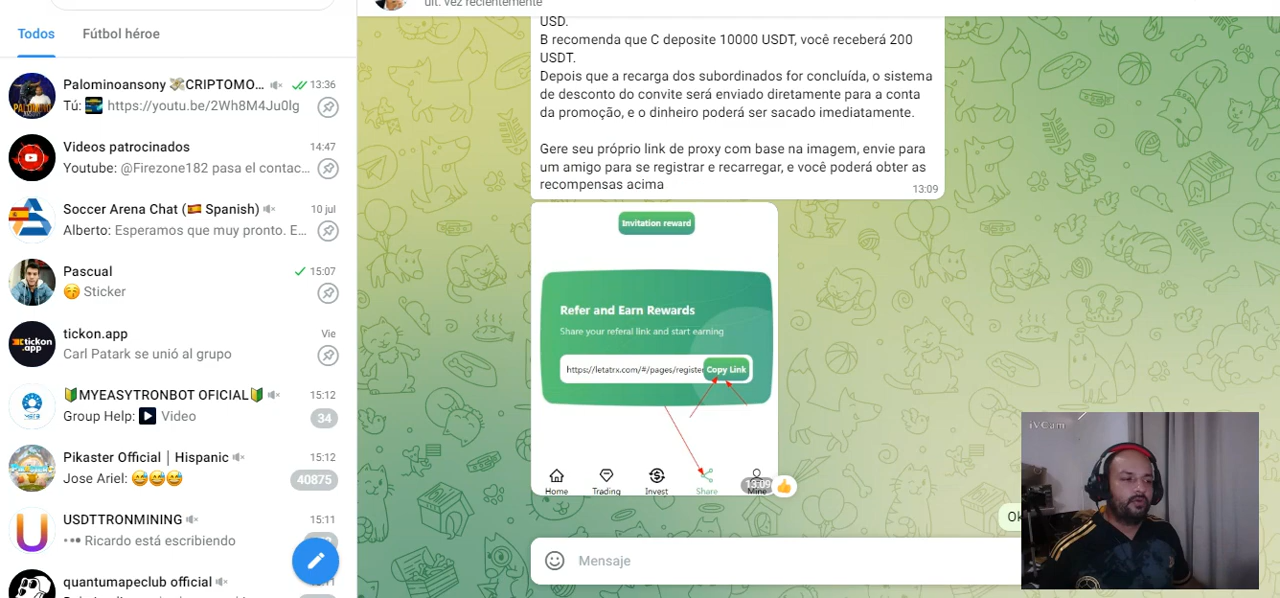 Todos
Fútbol héroe
Palominoansony 💸CRIPTOMO...
13:36
Tú: https://youtu.be/2Wh8M4Ju0lg
Videos patrocinados
14:47
Youtube: @Firezone182 pasa el contac...
Soccer Arena Chat (🇪🇸 Spanish)
10 jul
Alberto: Esperamos que muy pronto. E...
Pascual
15:07
😚 Sticker
tickon.app
Vie
Carl Patark se unió al grupo
🔰MYEASYTRONBOT OFICIAL🔰
15:12
Group Help: Video
34
Pikaster Official | Hispanic
15:12
Jose Ariel: 😅😅😅
40875
USDTTRONMINING
15:11
Ricardo está escribiendo
quantumapeclub official
últ. vez recientemente
USD.
B recomenda que C deposite 10000 USDT, você receberá 200
USDT.
Depois que a recarga dos subordinados for concluída, o sistema
de desconto do convite será enviado diretamente para a conta
da promoção, e o dinheiro poderá ser sacado imediatamente.
Gere seu próprio link de proxy com base na imagem, envie para
um amigo para se registrar e recarregar, e você poderá obter as
recompensas acima
13:09
Invitation reward
Refer and Earn Rewards
Share your referal link and start earning
https://letatrx.com/#/pages/register
Copy Link
Home
Trading
Invest
Share
Mine
13:09
👍
Ok
Mensaje
iVCam
tickon
.app